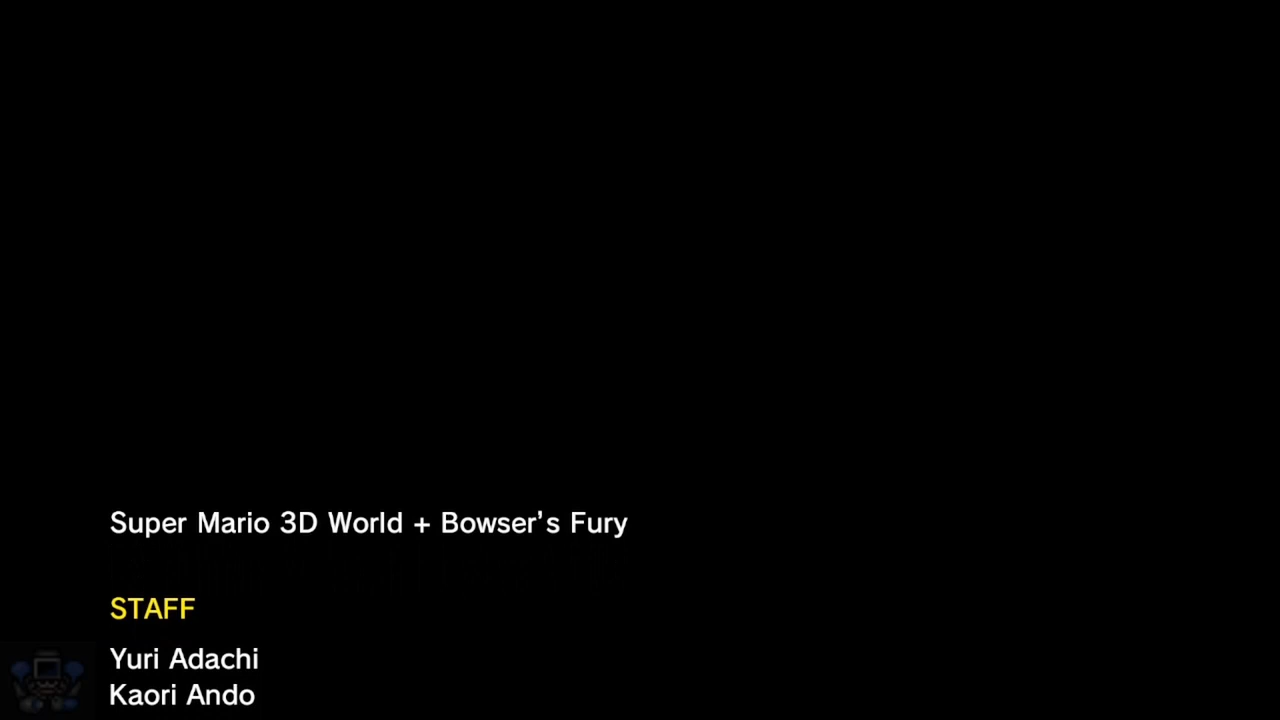 Super Mario 3D World + Bowser’s Fury
STAFF
Yuri Adachi
Kaori Ando